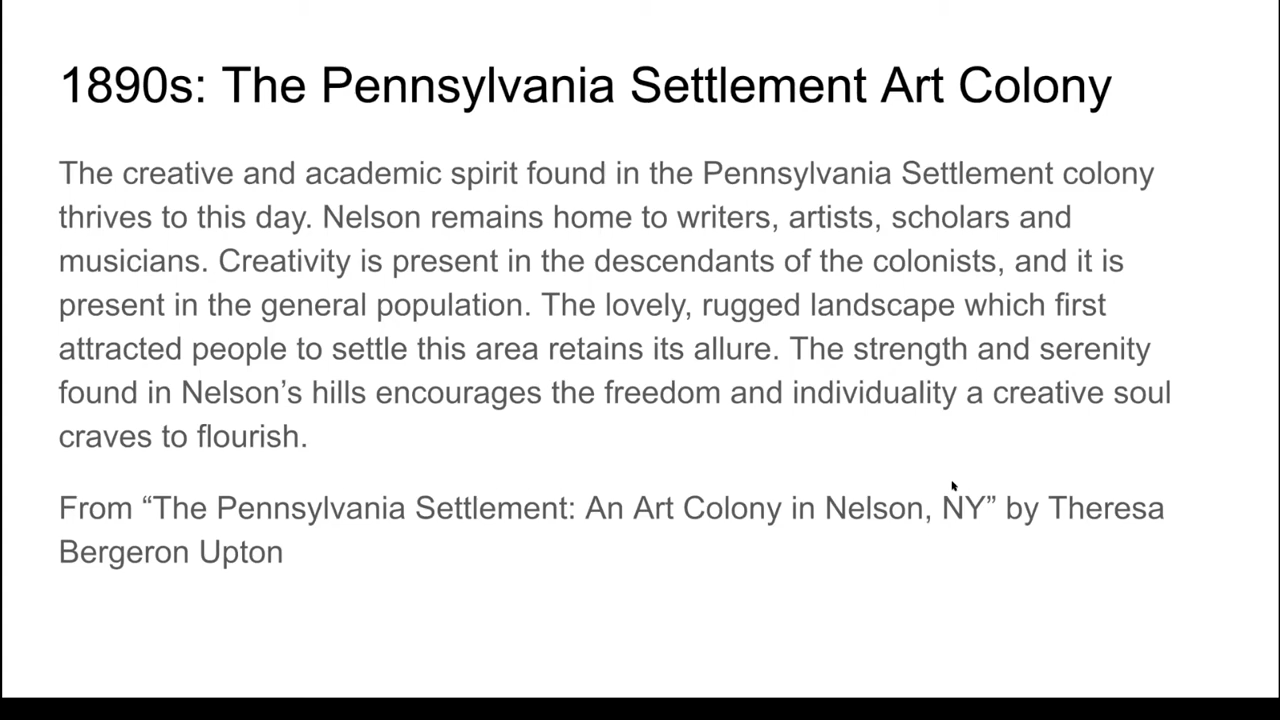 1890s: The Pennsylvania Settlement Art Colony
The creative and academic spirit found in the Pennsylvania Settlement colony
thrives to this day. Nelson remains home to writers, artists, scholars and
musicians. Creativity is present in the descendants of the colonists, and it is
present in the general population. The lovely, rugged landscape which first
attracted people to settle this area retains its allure. The strength and serenity
found in Nelson’s hills encourages the freedom and individuality a creative soul
craves to flourish.
From “The Pennsylvania Settlement: An Art Colony in Nelson, NY” by Theresa
Bergeron Upton